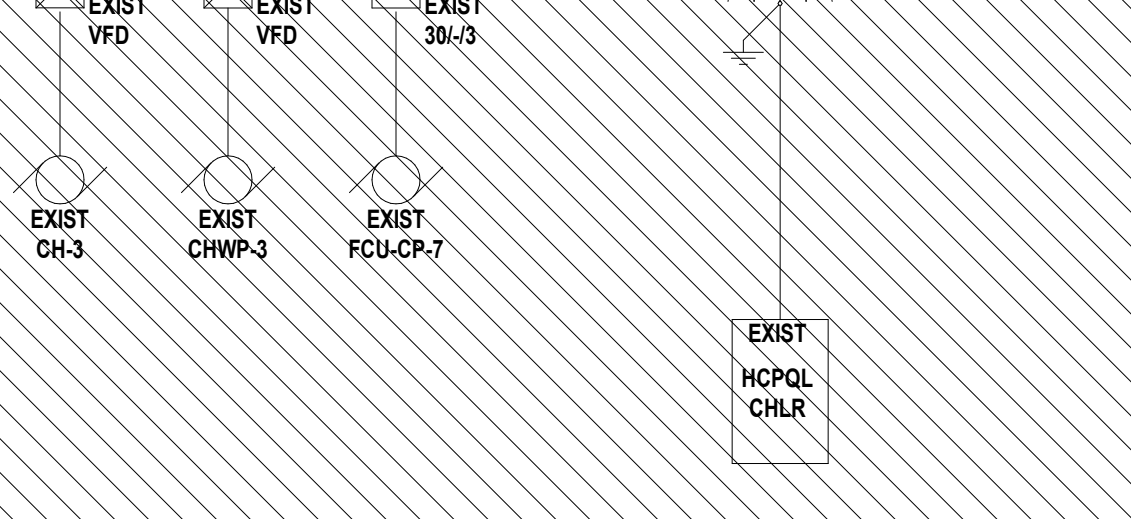 EXIST
VFD
EXIST
VFD
EXIST
30/-/3
EXIST
CH-3
EXIST
CHWP-3
EXIST
FCU-CP-7
EXIST
HCPQL
CHLR